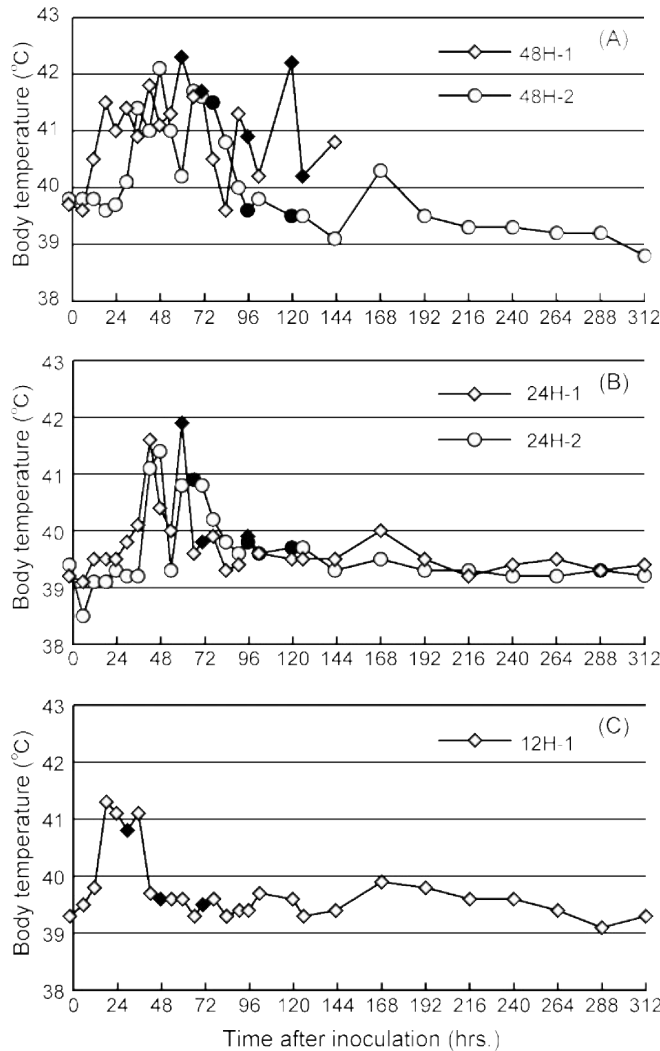 43
42
41
40
39
38
Body temperature (°C)
(A)
48H-1
48H-2
0 24 48 72 96 120 144 168 192 216 240 264 288 312
43
42
41
40
39
38
Body temperature (°C)
(B)
24H-1
24H-2
0 24 48 72 96 120 144 168 192 216 240 264 288 312
43
42
41
40
39
38
Body temperature (°C)
(C)
12H-1
0 24 48 72 96 120 144 168 192 216 240 264 288 312
Time after inoculation (hrs.)